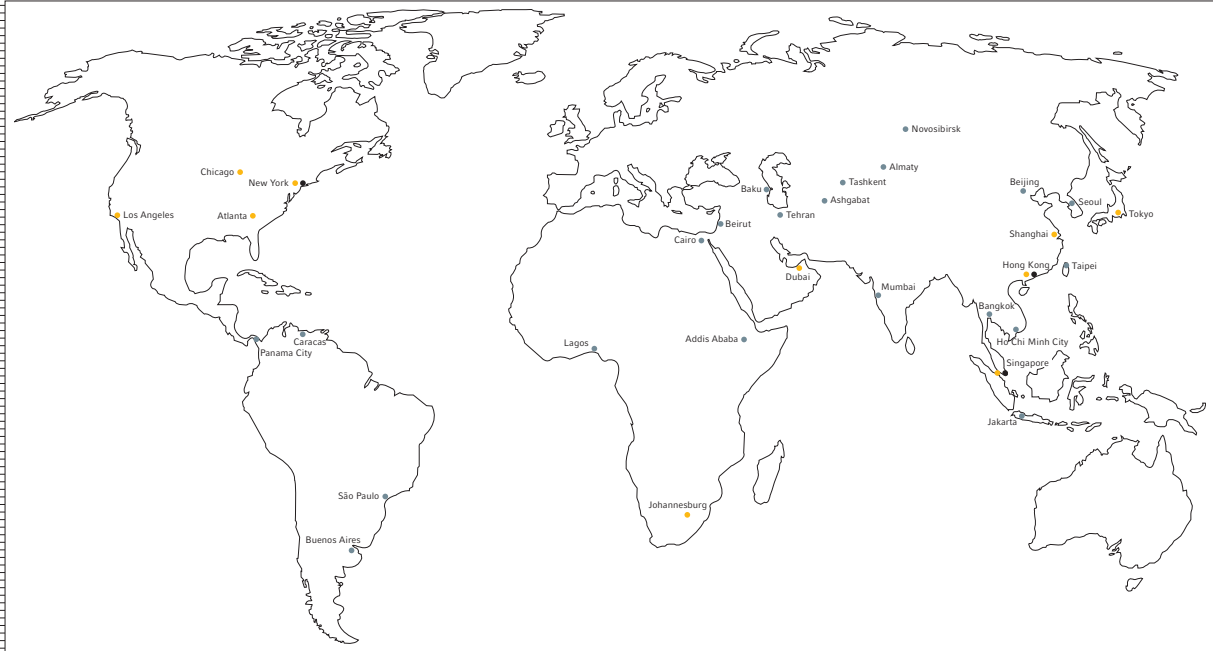 Novosibirsk
Almaty
Chicago
New York
Tashkent
Beijing
Baku
Ashgabat
Seoul
Los Angeles
Atlanta
Tehran
Tokyo
Beirut
Shanghai
Cairo
Hong Kong
Taipei
Dubai
Mumbai
Bangkok
Caracas
Panama City
Lagos
Addis Ababa
Ho Chi Minh City
Singapore
Jakarta
São Paulo
Johannesburg
Buenos Aires